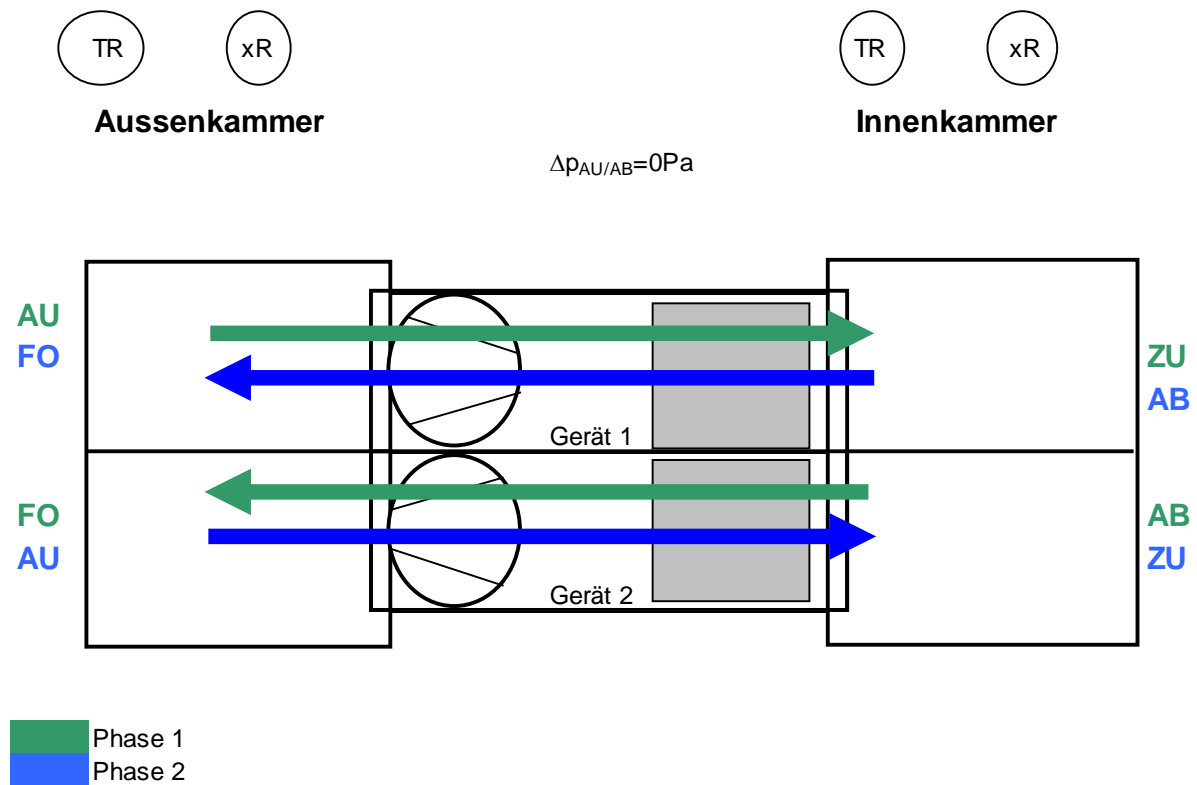 TR xR TR xR
Aussenkammer Innenkammer
ΔpAU/AB=0Pa
AU
FO
ZU
AB
Gerät 1
FO
AU
AB
ZU
Gerät 2
Phase 1
Phase 2